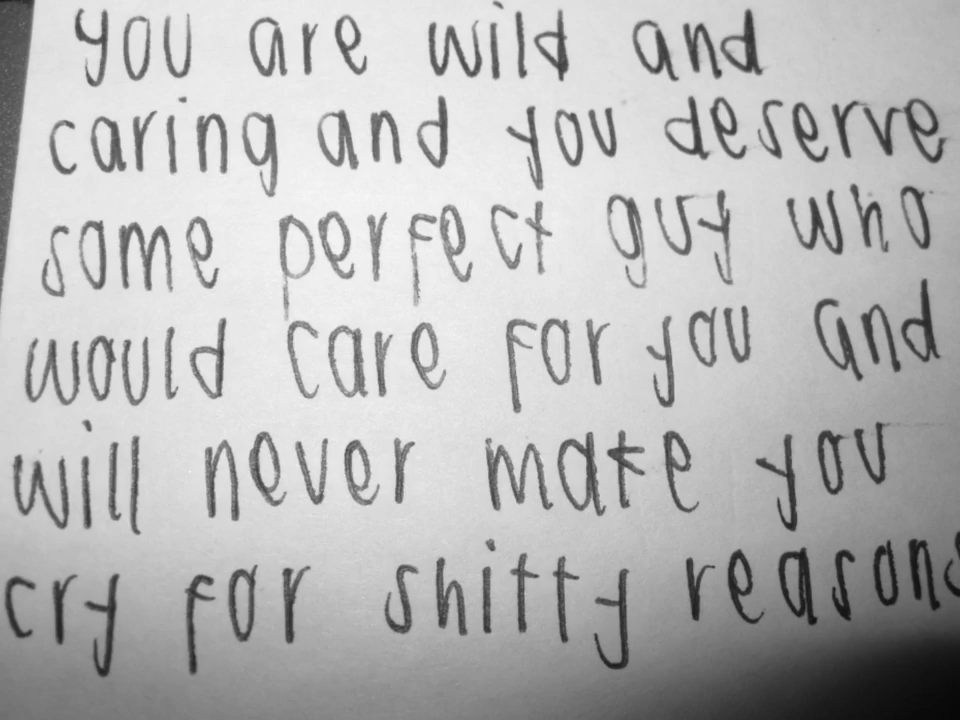 you are wild and
caring and you deserve
some perfect guy who
would care for you and
will never make you
cry for shitty reasons